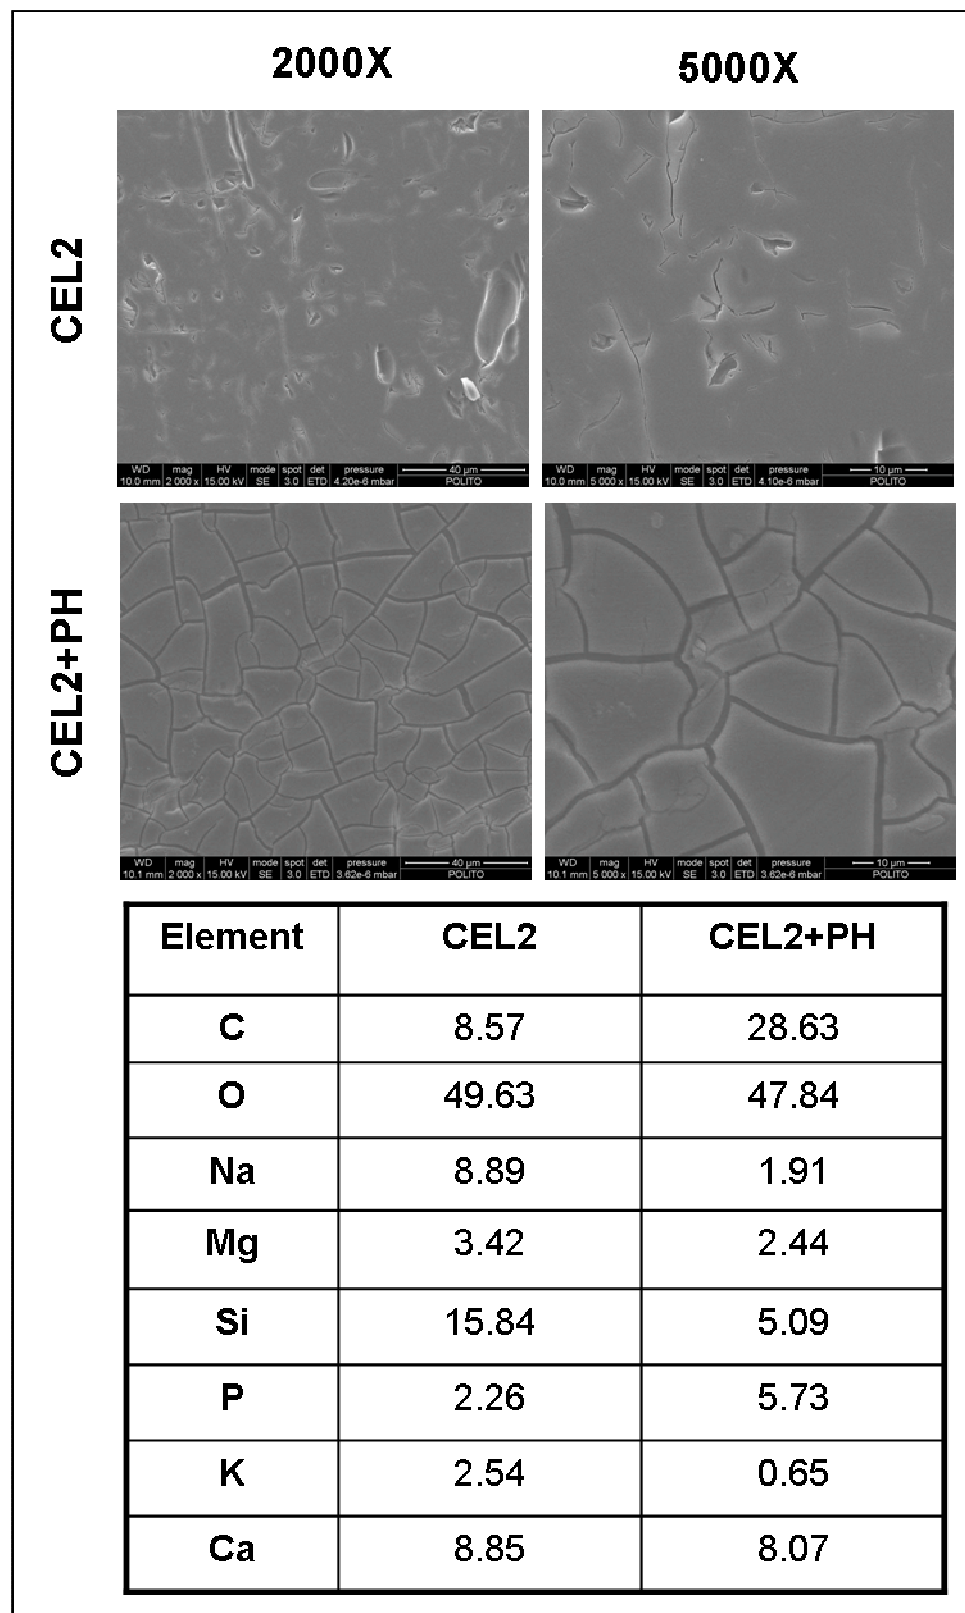 2000X 5000X
CEL2
WD mag HV mode spot det pressure 40 µm
10.0 mm 2 000 x 15.00 kV SE 3.0 ETD 4.20e-6 mbar POLITO
WD mag HV mode spot det pressure 10 µm
10.0 mm 5 000 x 15.00 kV SE 3.0 ETD 4.10e-6 mbar POLITO
CEL2+PH
WD mag HV mode spot det pressure 40 µm
10.1 mm 2 000 x 15.00 kV SE 3.0 ETD 3.62e-6 mbar POLITO
WD mag HV mode spot det pressure 10 µm
10.1 mm 5 000 x 15.00 kV SE 3.0 ETD 3.62e-6 mbar POLITO
Element CEL2 CEL2+PH
C 8.57 28.63
O 49.63 47.84
Na 8.89 1.91
Mg 3.42 2.44
Si 15.84 5.09
P 2.26 5.73
K 2.54 0.65
Ca 8.85 8.07